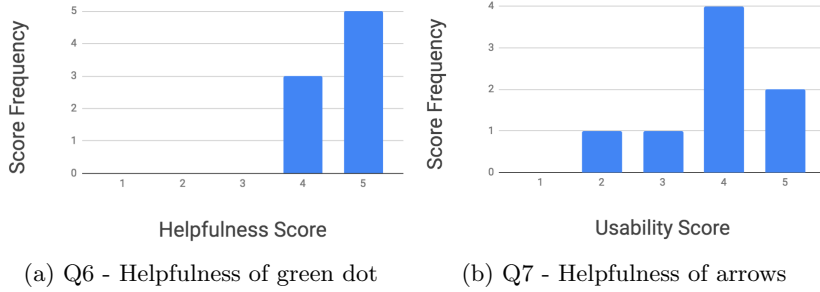 Score Frequency
5
4
3
2
1
0
1 2 3 4 5
Helpfulness Score
(a) Q6 - Helpfulness of green dot
Score Frequency
4
3
2
1
0
1 2 3 4 5
Usability Score
(b) Q7 - Helpfulness of arrows